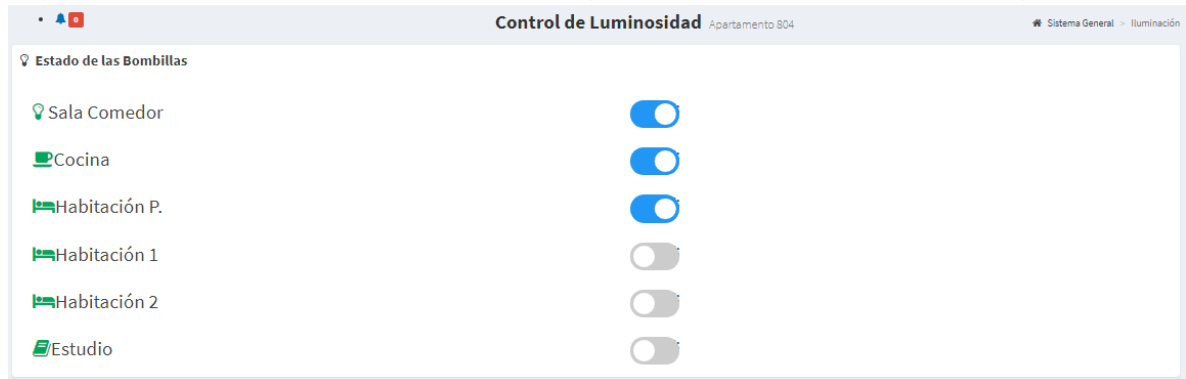 0
Control de Luminosidad Apartamento 804
Sistema General > Iluminación
Estado de las Bombillas
Sala Comedor
Cocina
Habitación P.
Habitación 1
Habitación 2
Estudio